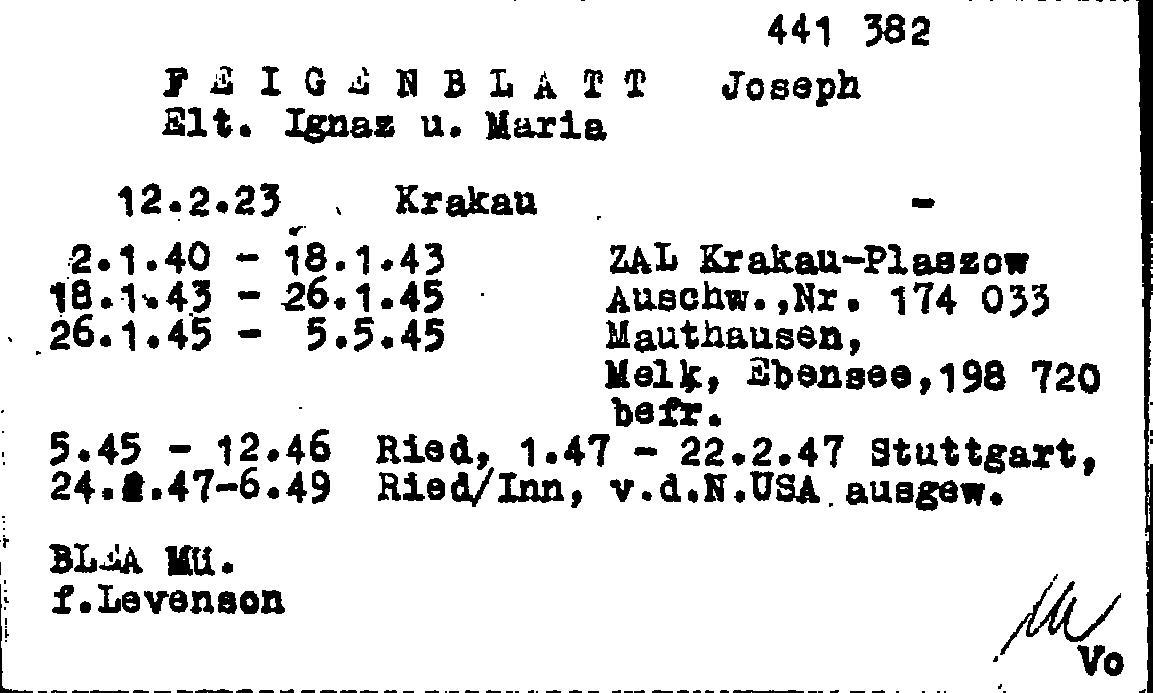 441 382
F E I G E N B L A T T Joseph
Elt. Ignaz u. Maria
12.2.23 Krakau -
2.1.40 - 18.1.43 ZAL Krakau-Plaszow
18.1.43 - 26.1.45 Auschw.,Nr. 174 033
26.1.45 - 5.5.45 Mauthausen,
Melk, Ebensee,198 720
befr.
5.45 - 12.46 Ried, 1.47 - 22.2.47 Stuttgart,
24. .47-6.49 Ried/Inn, v.d.N.USA ausgew.
BLEA MÜ.
f.Levenson
Vo